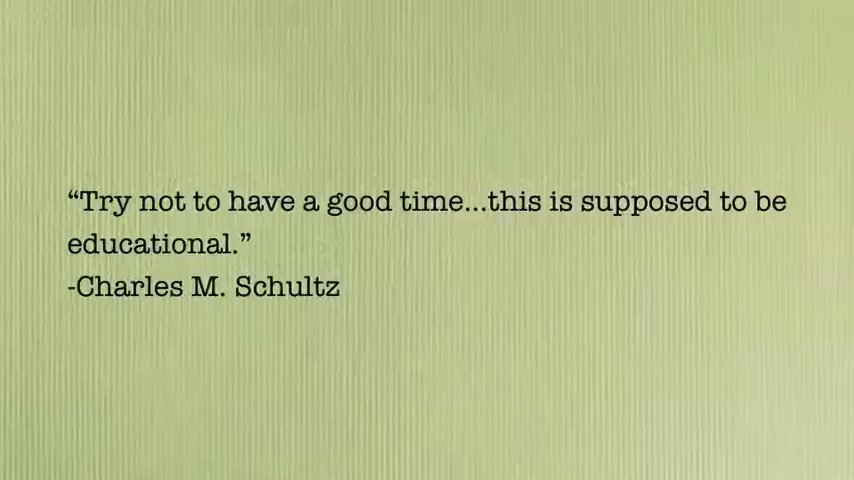 “Try not to have a good time...this is supposed to be
educational.”
-Charles M. Schultz